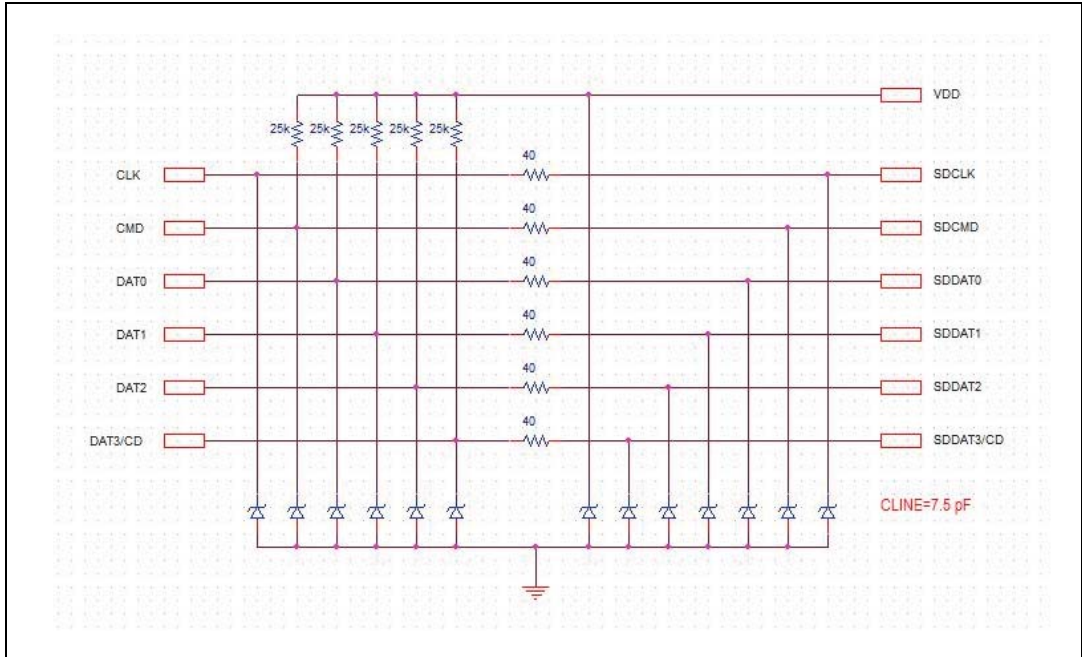 VDD
25k 25k 25k 25k 25k
40
CLK SDCLK
40
CMD SDCMD
40
DAT0 SDDAT0
40
DAT1 SDDAT1
40
DAT2 SDDAT2
40
DAT3/CD SDDAT3/CD
CLINE=7.5 pF